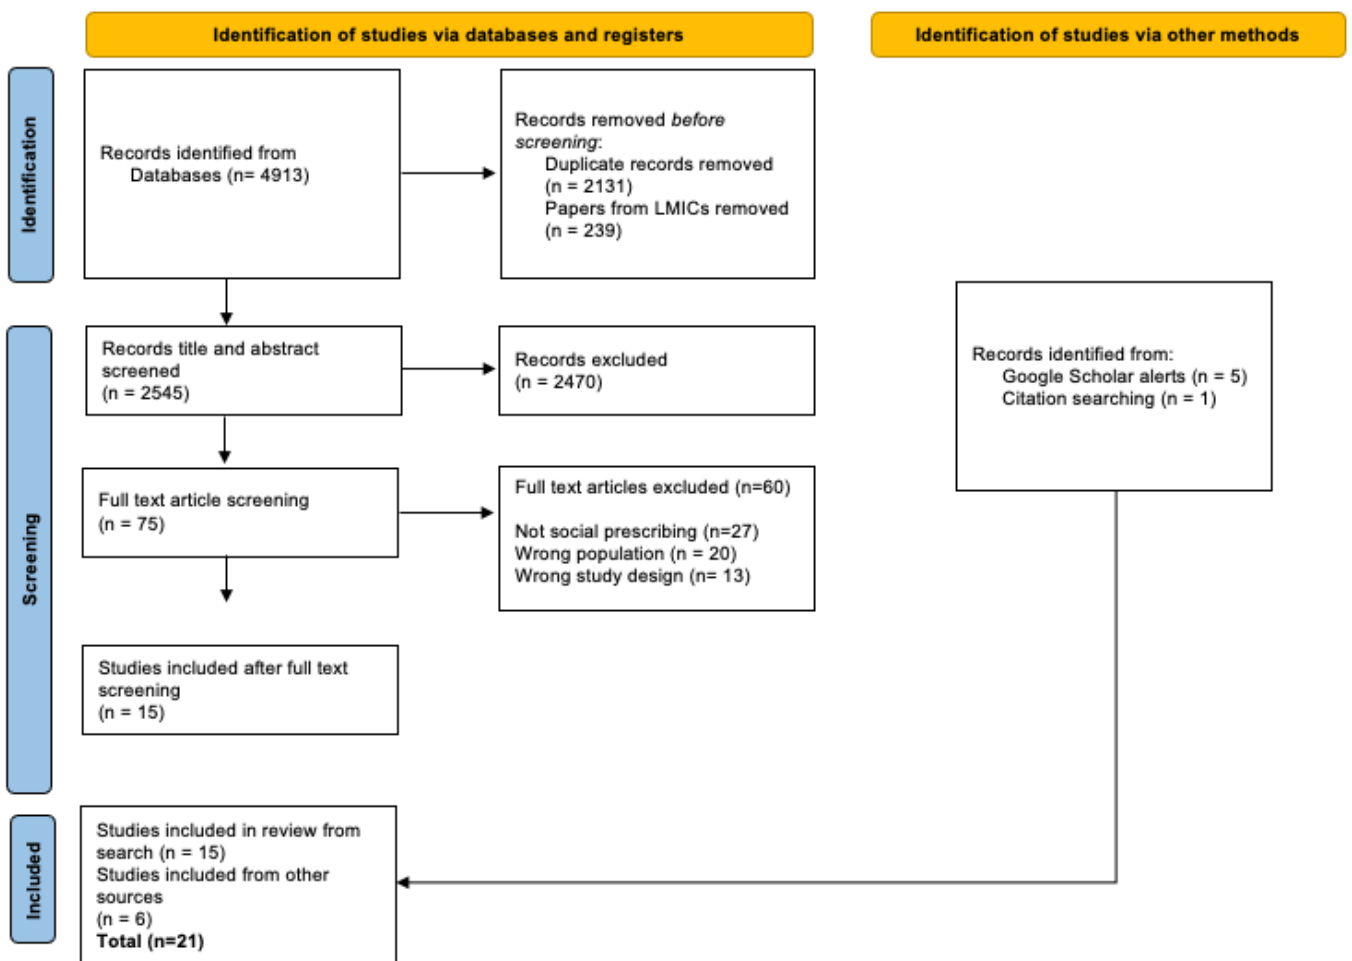 Identification of studies via databases and registers
Identification of studies via other methods
Identification
Records identified from
Databases (n= 4913)
Records removed before
screening:
Duplicate records removed
(n = 2131)
Papers from LMICs removed
(n = 239)
Records identified from:
Google Scholar alerts (n = 5)
Citation searching (n = 1)
Screening
Records title and abstract
screened
(n = 2545)
Records excluded
(n = 2470)
Full text article screening
(n = 75)
Full text articles excluded (n=60)
Not social prescribing (n=27)
Wrong population (n = 20)
Wrong study design (n= 13)
Studies included after full text
screening
(n = 15)
Included
Studies included in review from
search (n = 15)
Studies included from other
sources
(n = 6)
Total (n=21)